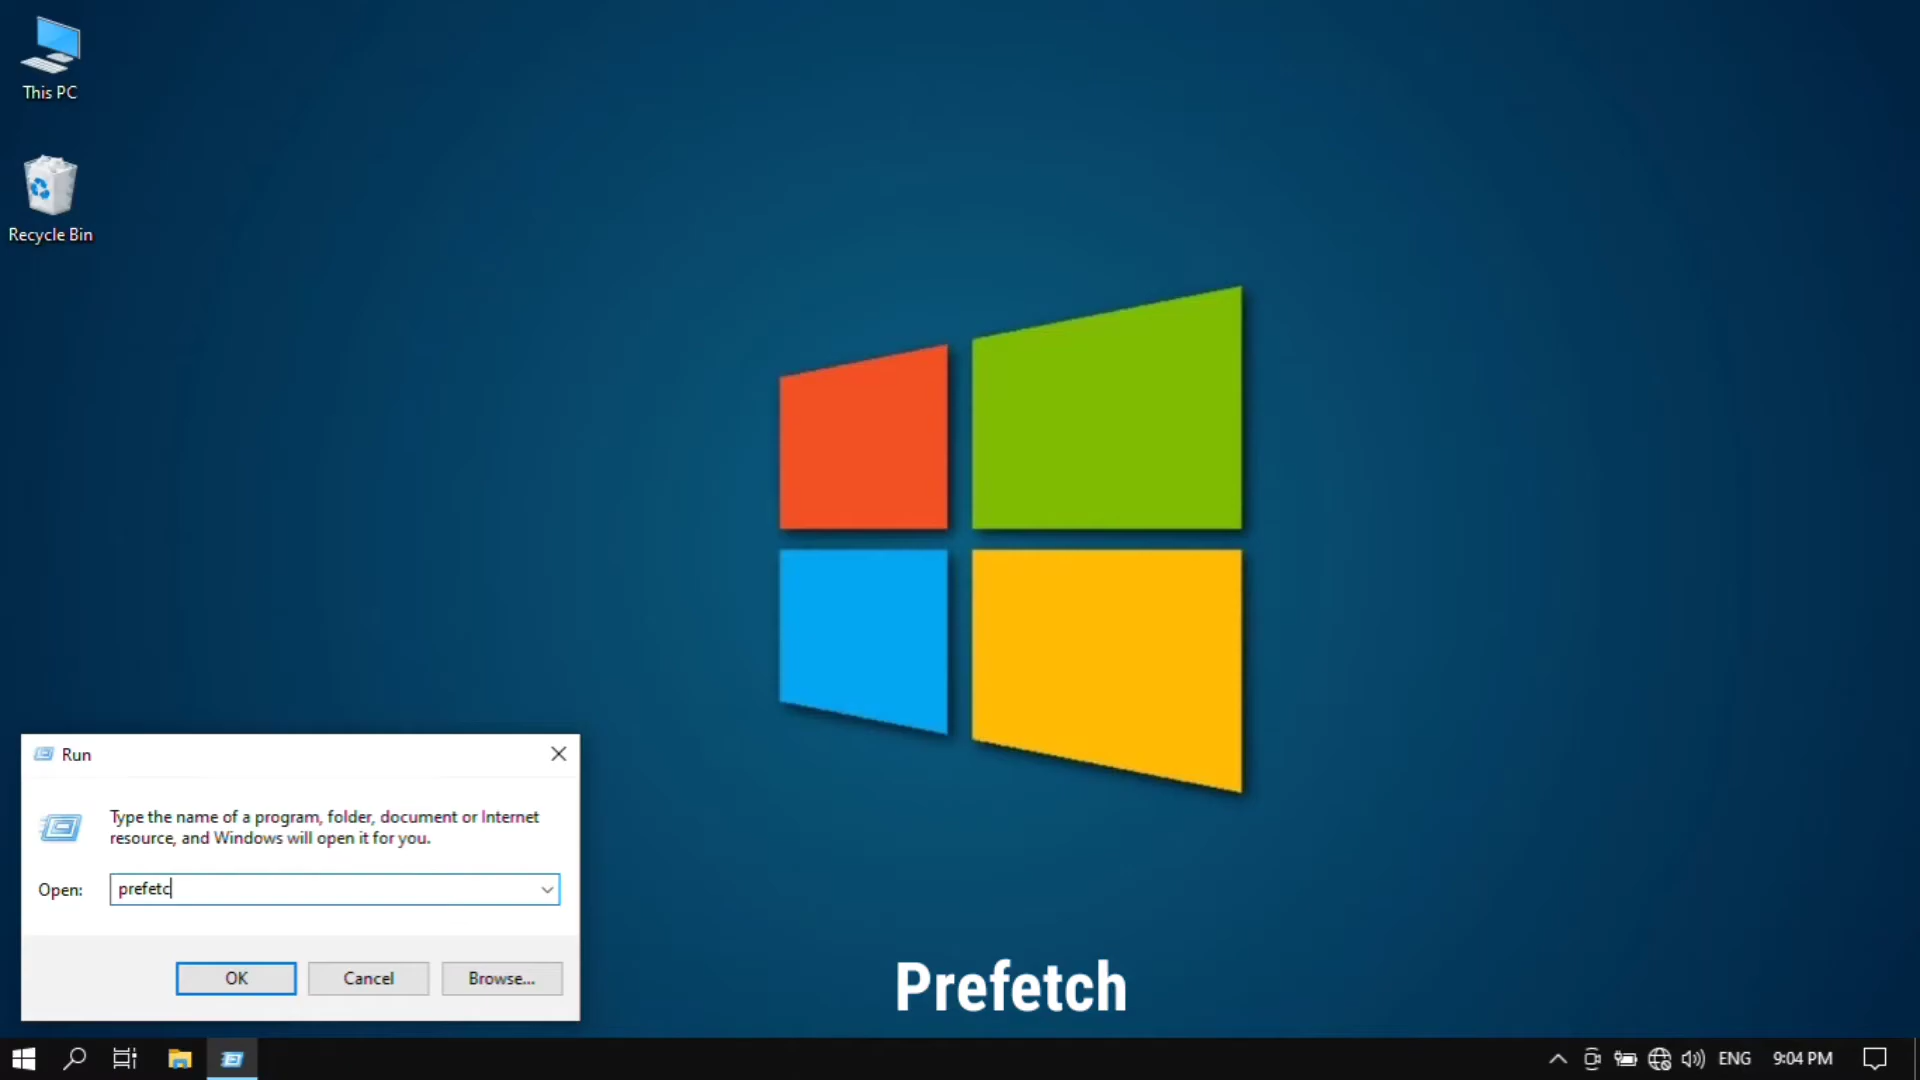 This PC
Recycle Bin
Run
Type the name of a program, folder, document or Internet
resource, and Windows will open it for you.
Open: prefetc
OK Cancel Browse...
Prefetch
ENG 9:04 PM